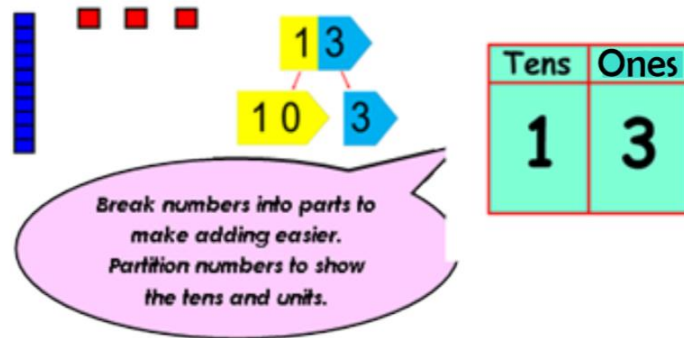 13
10 3
Tens Ones
1 3
Break numbers into parts to
make adding easier.
Partition numbers to show
the tens and units.